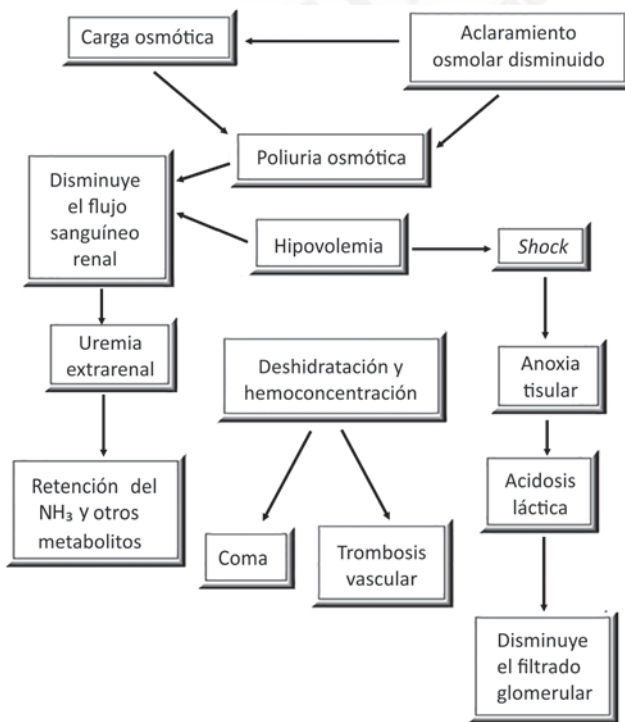 Carga osmótica
Aclaramiento
osmolar disminuido
Poliuria osmótica
Disminuye
el flujo
sanguíneo
renal
Hipovolemia
Shock
Uremia
extrarenal
Deshidratación y
hemoconcentración
Anoxia
tisular
Retención del
NH₃ y otros
metabolitos
Coma
Trombosis
vascular
Acidosis
láctica
Disminuye
el filtrado
glomerular